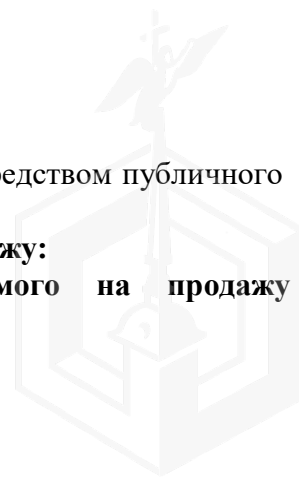 редством публичного
жу:
мого на продажу